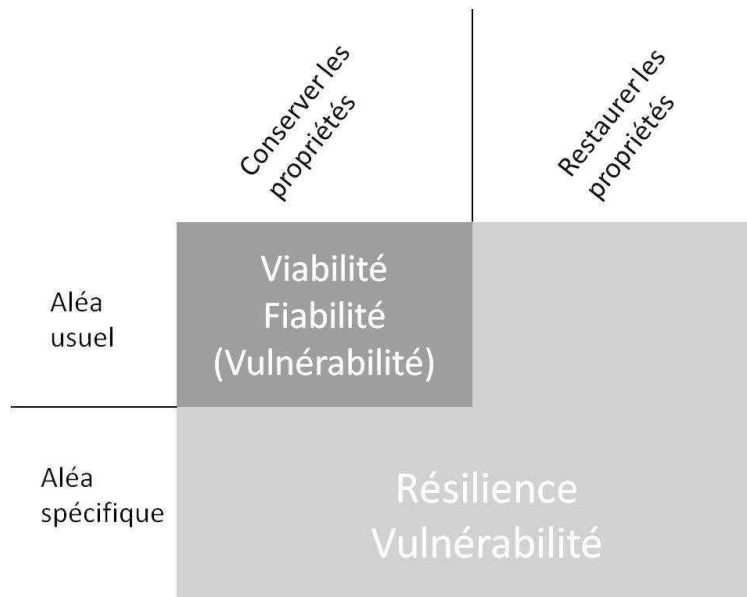 Conserver les
propriétés
Restaurer les
propriétés
Aléa
usuel
Viabilité
Fiabilité
(Vulnérabilité)
Aléa
spécifique
Résilience
Vulnérabilité